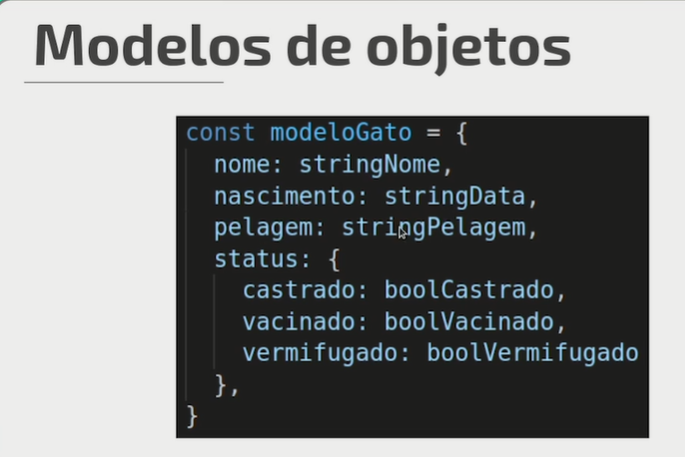 Modelos de objetos
const modeloGato = {
nome: stringNome,
nascimento: stringData,
pelagem: stringPelagem,
status: {
castrado: boolCastrado,
vacinado: boolVacinado,
vermifugado: boolVermifugado
},
}